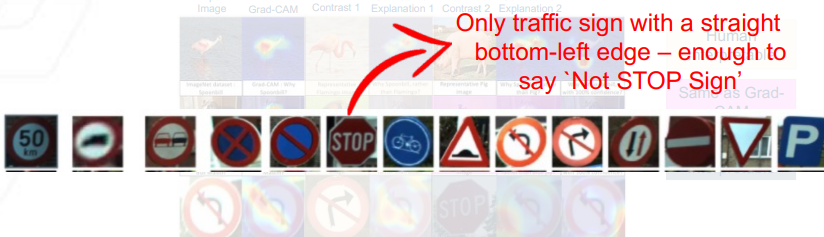 Image Grad-CAM Contrast 1 Explanation 1 Contrast 2 Explanation 2
Only traffic sign with a straight
bottom-left edge – enough to
say `Not STOP Sign’
Human
Same as Grad-
CAM
50
km
STOP
P
STOP